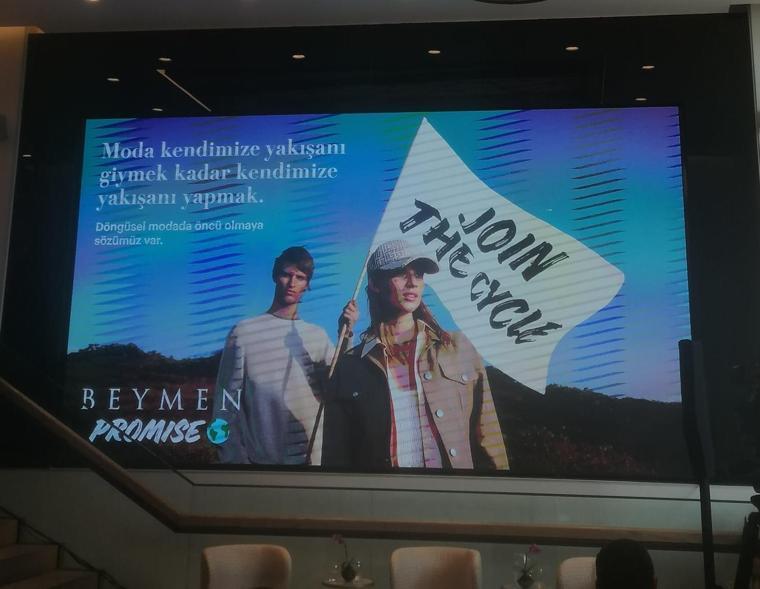 Moda kendimize yakışanı
giymek kadar kendimize
yakışanı yapmak.
Döngüsel modada öncü olmaya
sözümüz var.
JOIN
THE CYCLE
BEYMEN
PROMISE